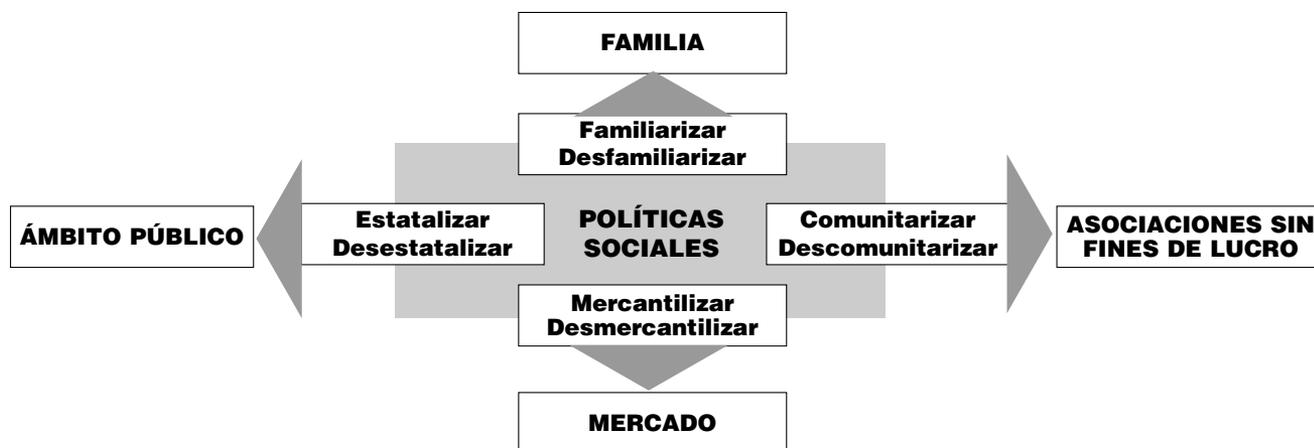 FAMILIA
Familiarizar
Desfamiliarizar
ÁMBITO PÚBLICO
Estatalizar
Desestatalizar
POLÍTICAS
SOCIALES
Comunitarizar
Descomunitarizar
ASOCIACIONES SIN
FINES DE LUCRO
Mercantilizar
Desmercantilizar
MERCADO